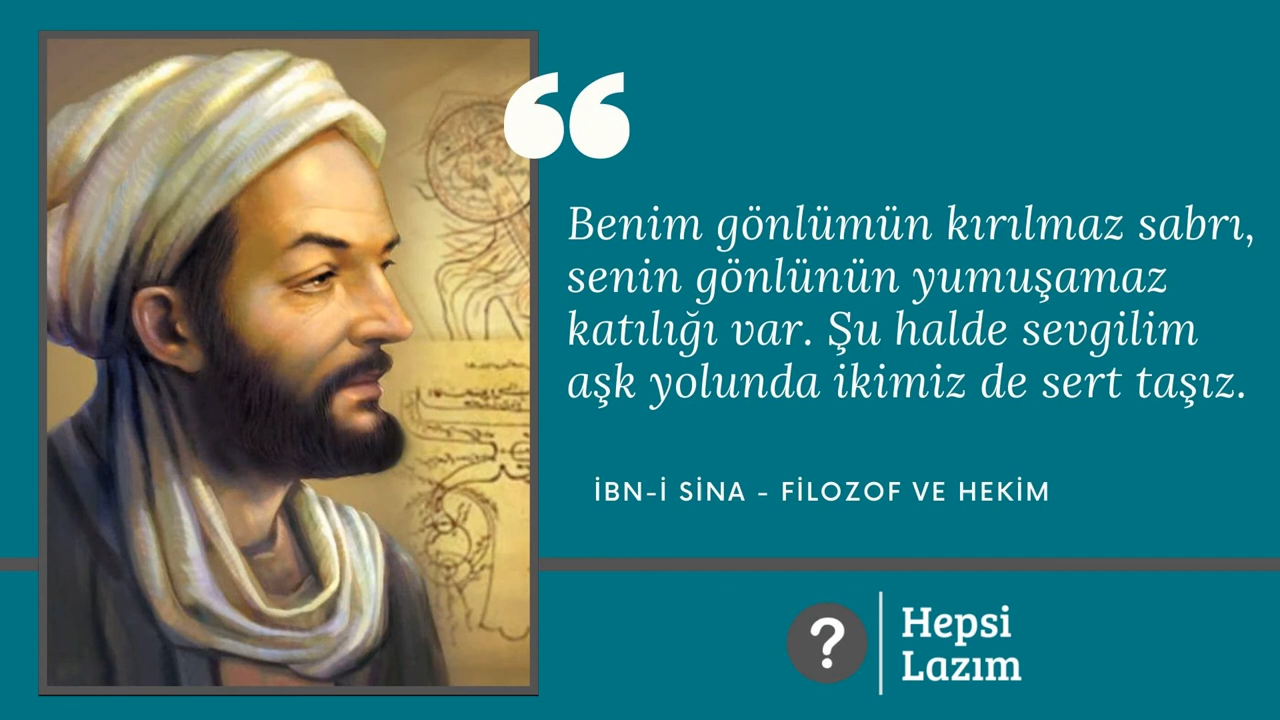 Benim gönlümün kırılmaz sabrı,
senin gönlünün yumuşamaz
katılığı var. Şu halde sevgilim
aşk yolunda ikimiz de sert taşız.
İBN-İ SİNA - FİLOZOF VE HEKİM
?
Hepsi
Lazım